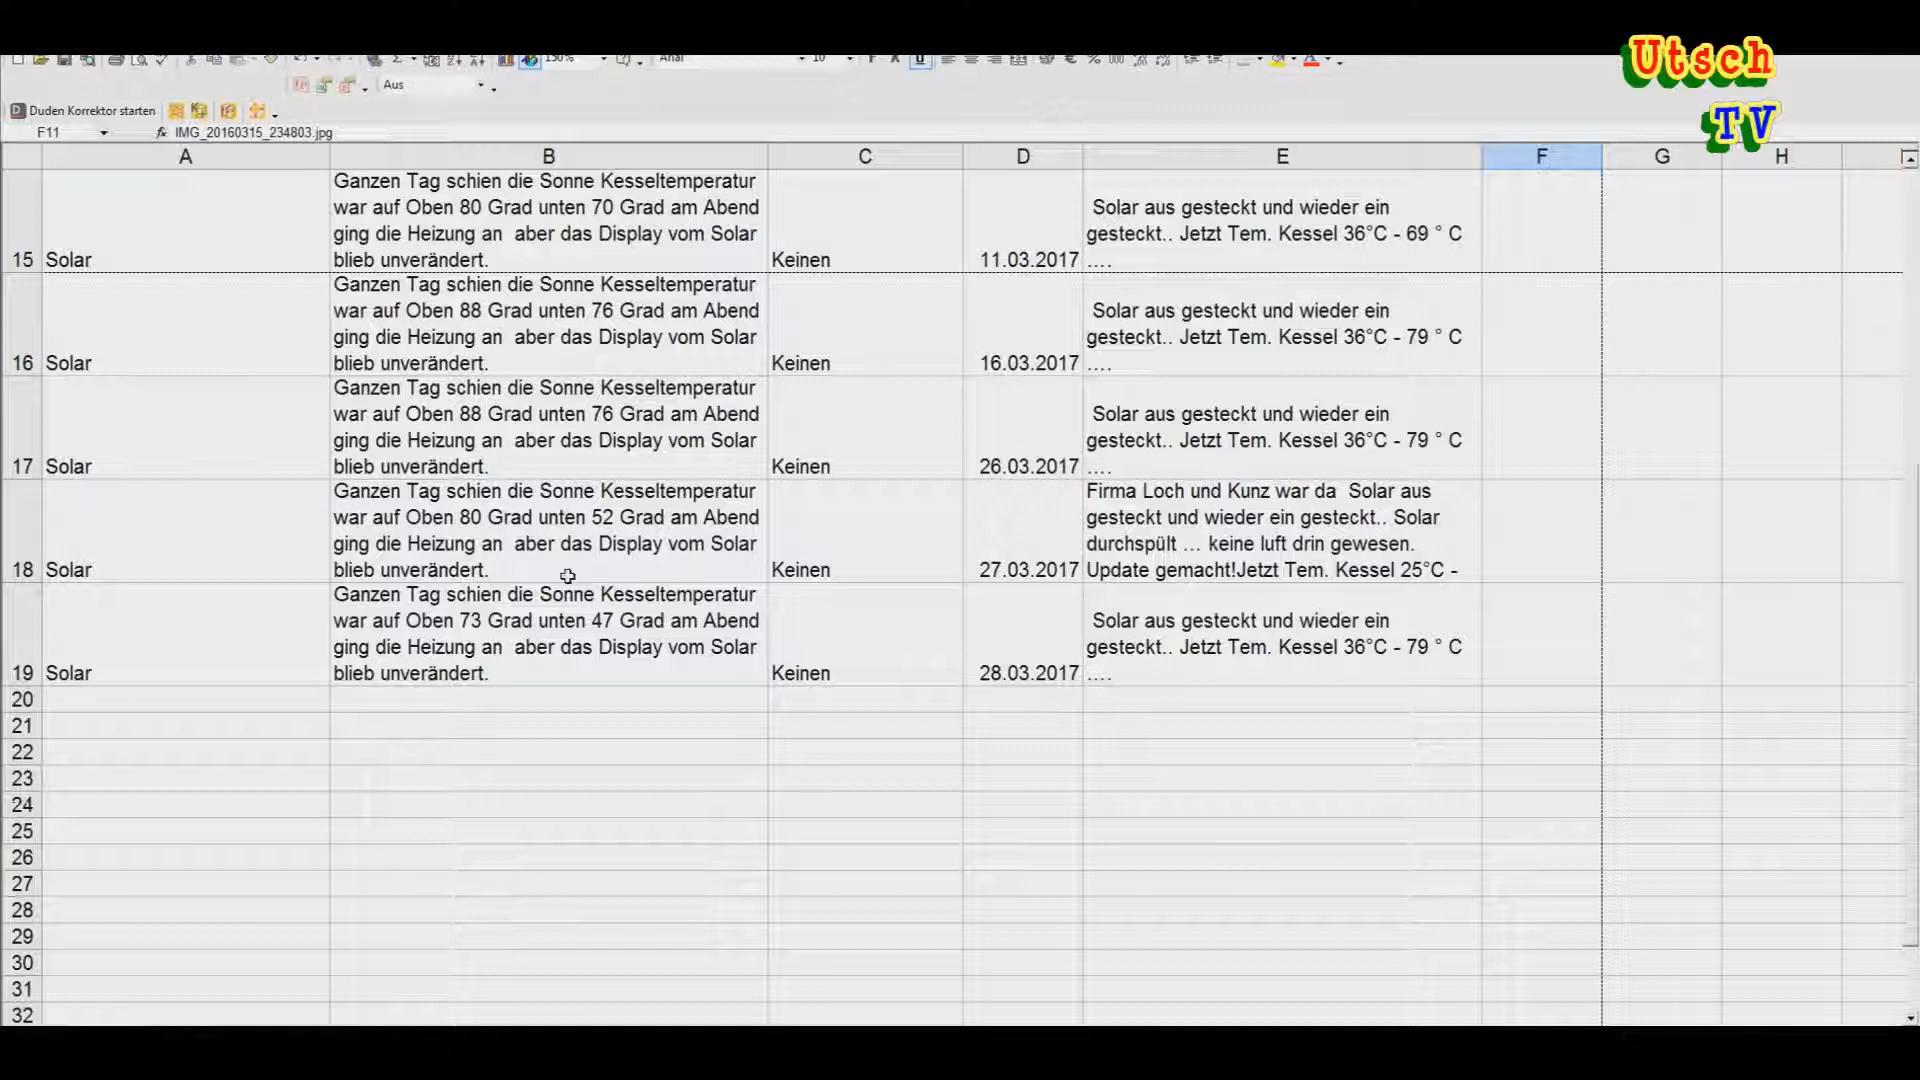 Utsch
TV
150%
Arial
10
Aus
Duden Korrektor starten
F11
IMG_20160315_234803.jpg
A B C D E F G H
Ganzen Tag schien die Sonne Kesseltemperatur
war auf Oben 80 Grad unten 70 Grad am Abend
ging die Heizung an aber das Display vom Solar
blieb unverändert.
Solar aus gesteckt und wieder ein
gesteckt.. Jetzt Tem. Kessel 36°C - 69 ° C
15 Solar Keinen 11.03.2017 ....
Ganzen Tag schien die Sonne Kesseltemperatur
war auf Oben 88 Grad unten 76 Grad am Abend
ging die Heizung an aber das Display vom Solar
blieb unverändert.
Solar aus gesteckt und wieder ein
gesteckt.. Jetzt Tem. Kessel 36°C - 79 ° C
16 Solar Keinen 16.03.2017 ....
Ganzen Tag schien die Sonne Kesseltemperatur
war auf Oben 88 Grad unten 76 Grad am Abend
ging die Heizung an aber das Display vom Solar
blieb unverändert.
Solar aus gesteckt und wieder ein
gesteckt.. Jetzt Tem. Kessel 36°C - 79 ° C
17 Solar Keinen 26.03.2017 ....
Ganzen Tag schien die Sonne Kesseltemperatur
war auf Oben 80 Grad unten 52 Grad am Abend
ging die Heizung an aber das Display vom Solar
blieb unverändert.
Firma Loch und Kunz war da Solar aus
gesteckt und wieder ein gesteckt.. Solar
durchspült ... keine luft drin gewesen.
18 Solar Keinen 27.03.2017 Update gemacht!Jetzt Tem. Kessel 25°C -
Ganzen Tag schien die Sonne Kesseltemperatur
war auf Oben 73 Grad unten 47 Grad am Abend
ging die Heizung an aber das Display vom Solar
blieb unverändert.
Solar aus gesteckt und wieder ein
gesteckt.. Jetzt Tem. Kessel 36°C - 79 ° C
19 Solar Keinen 28.03.2017 ....
20
21
22
23
24
25
26
27
28
29
30
31
32